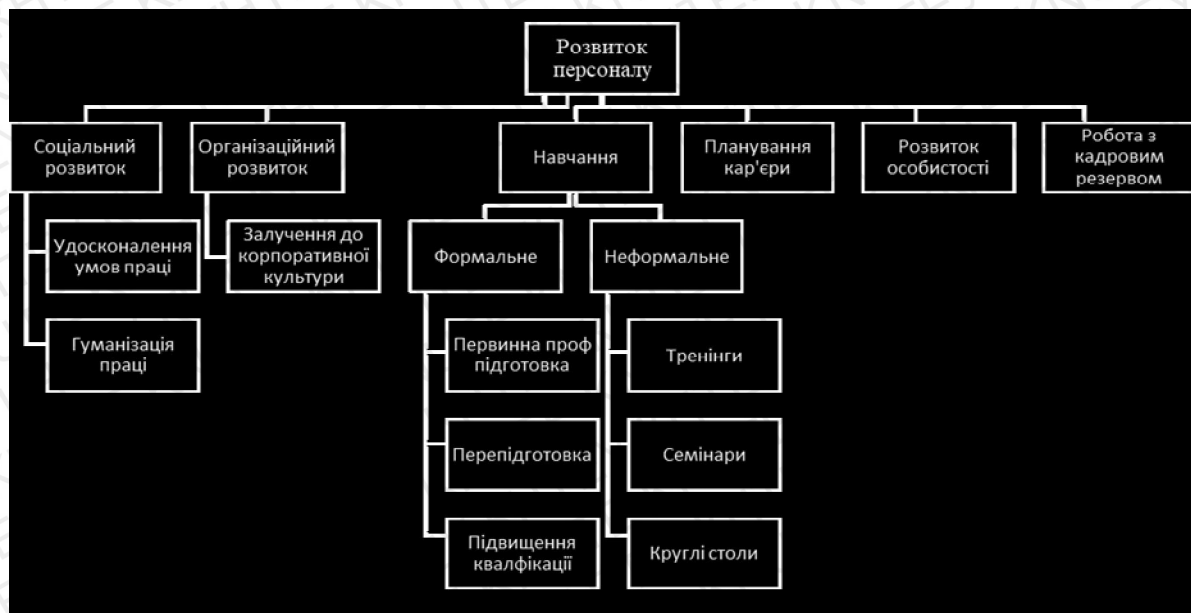 Розвиток
персоналу
Соціальний
розвиток
Організаційний
розвиток
Навчання
Планування
кар'єри
Розвиток
особистості
Робота з
кадровим
резервом
Удосконалення
умов праці
Залучення до
корпоративної
культури
Формальне
Неформальне
Гуманізація
праці
Первинна проф
підготовка
Тренінги
Перепідготовка
Семінари
Підвищення
квалфікації
Круглі столи